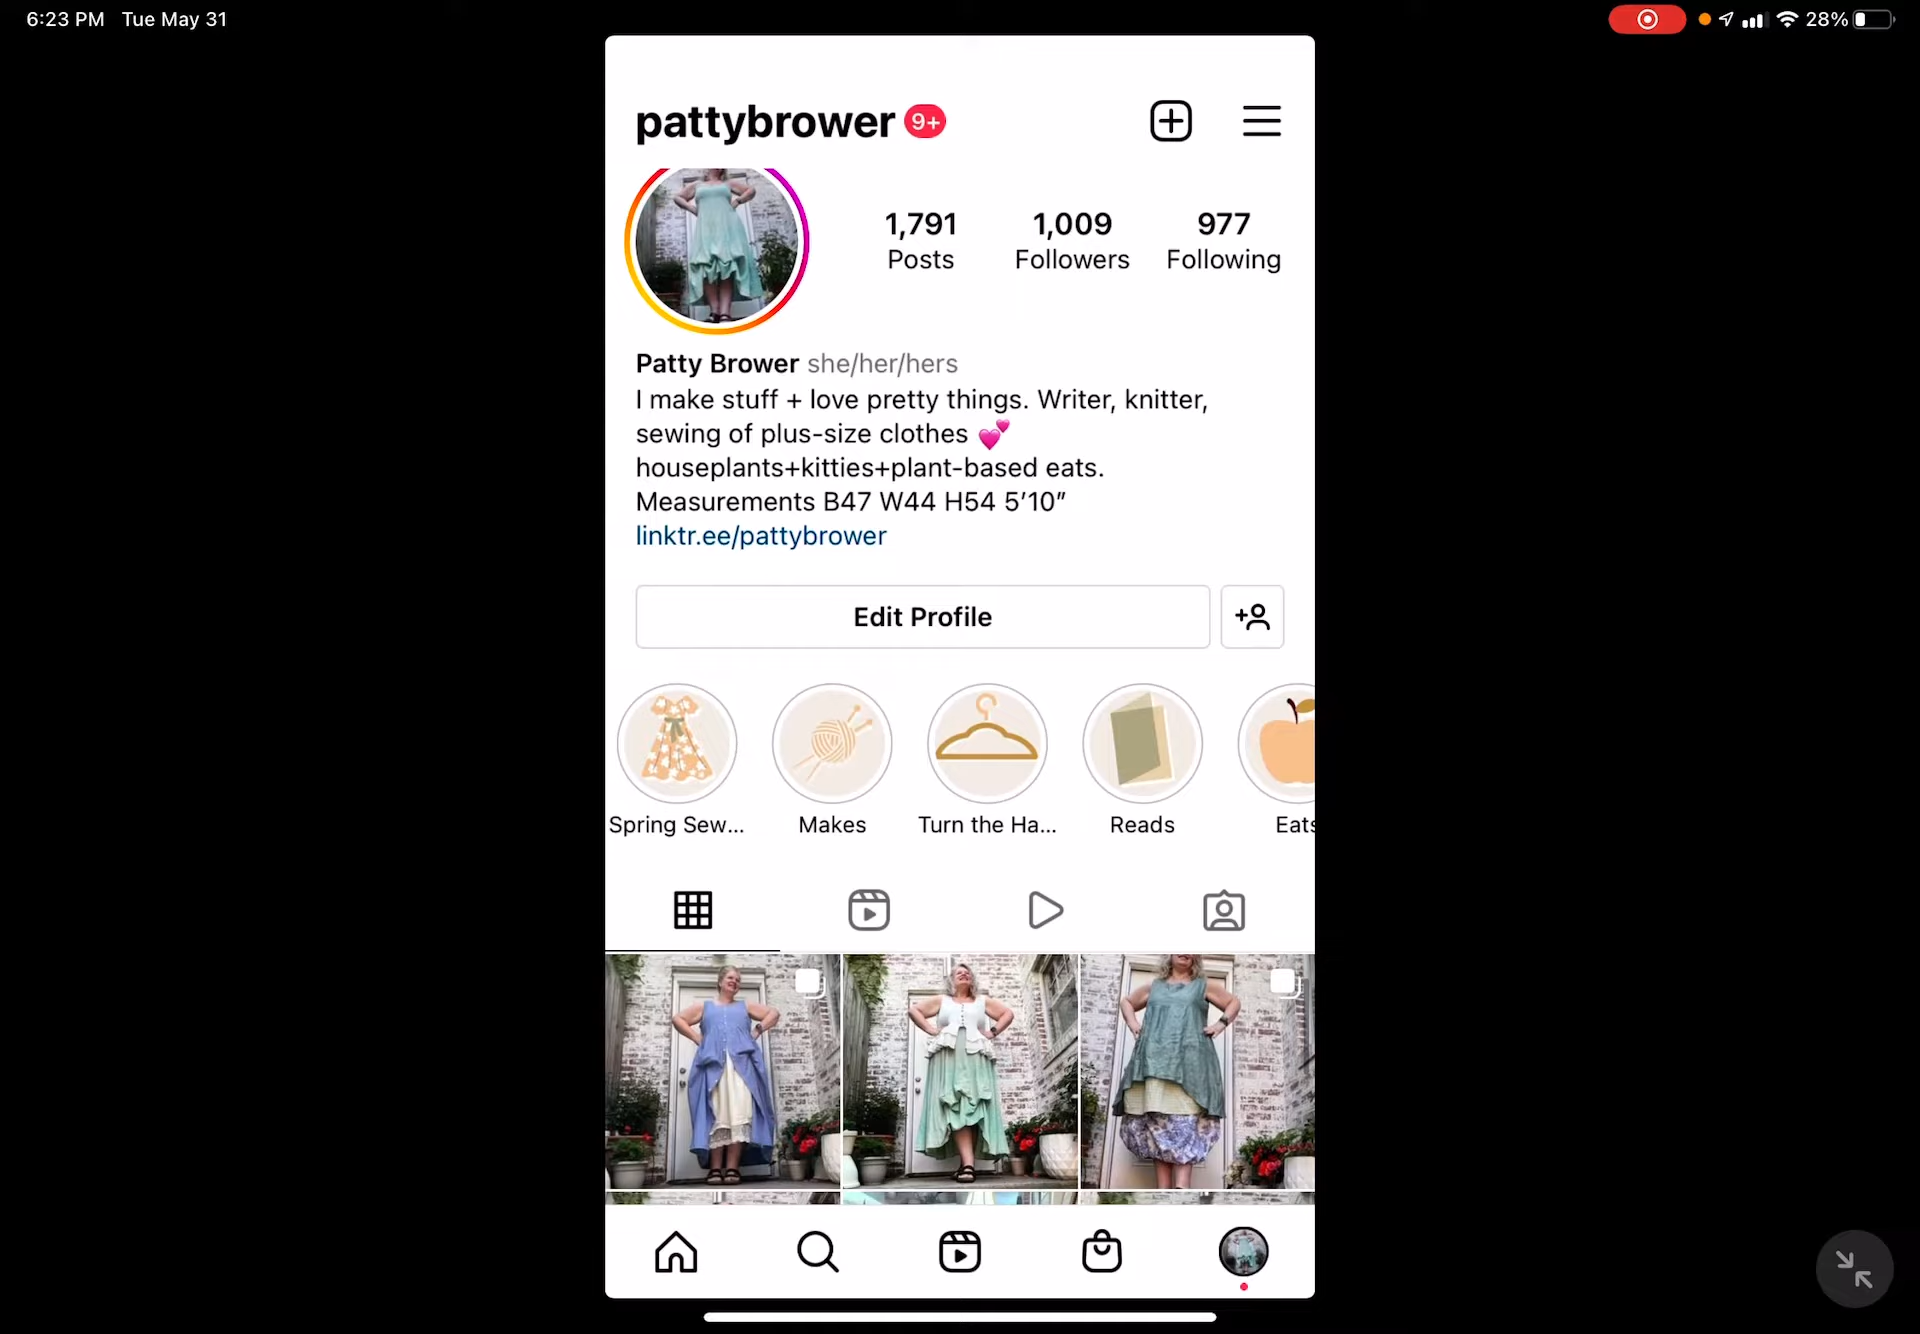 6:23 PM Tue May 31
28%
pattybrower 9+
1,791 1,009 977
Posts Followers Following
Patty Brower she/her/hers
I make stuff + love pretty things. Writer, knitter,
sewing of plus-size clothes 💕
houseplants+kitties+plant-based eats.
Measurements B47 W44 H54 5’10”
linktr.ee/pattybrower
Edit Profile
Spring Sew... Makes Turn the Ha... Reads Eats